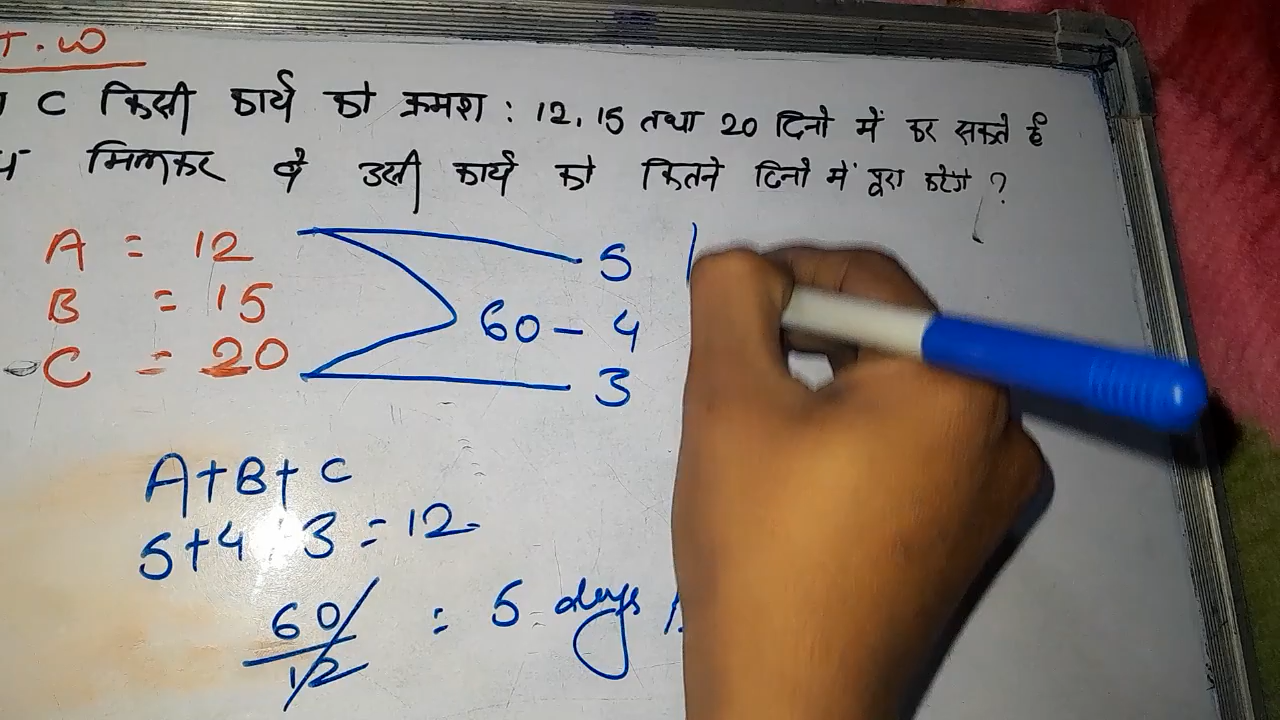 T.W
C किसी कार्य को क्रमश : 12, 15 तथा 20 दिनो में कर सकते हैं
मिलकर वे उसी कार्य को कितने दिनो में पूरा करेगे ?
A = 12
B = 15
C = 20
5
60 - 4
3
A+B+C
5+4+3 = 12
60/12 = 5 days